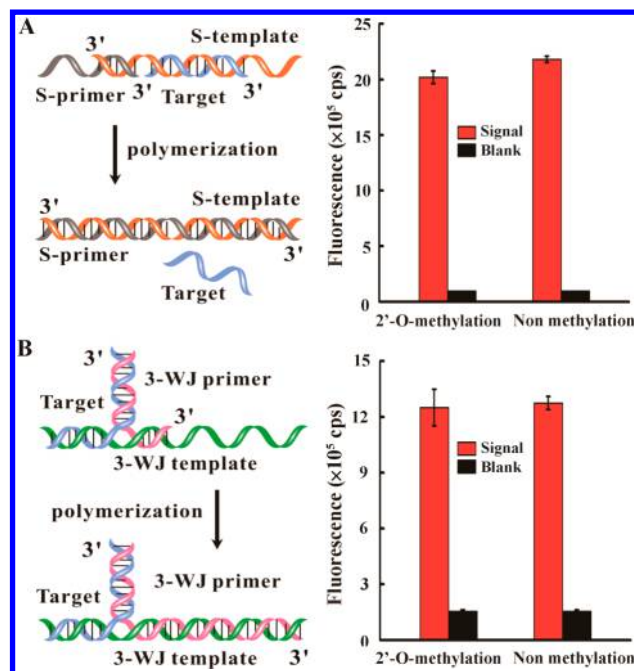 A
3'
S-template
S-primer 3' Target 3'
polymerization
S-template
3'
S-primer
3'
Target
Fluorescence (×10⁵ cps)
25
20
15
10
5
0
Signal
Blank
2'-O-methylation Non methylation
B
3'
3-WJ primer
Target
3'
3-WJ template
polymerization
3'
3-WJ primer
Target
3-WJ template 3'
Fluorescence (×10⁵ cps)
15
12
9
6
3
0
Signal
Blank
2'-O-methylation Non methylation